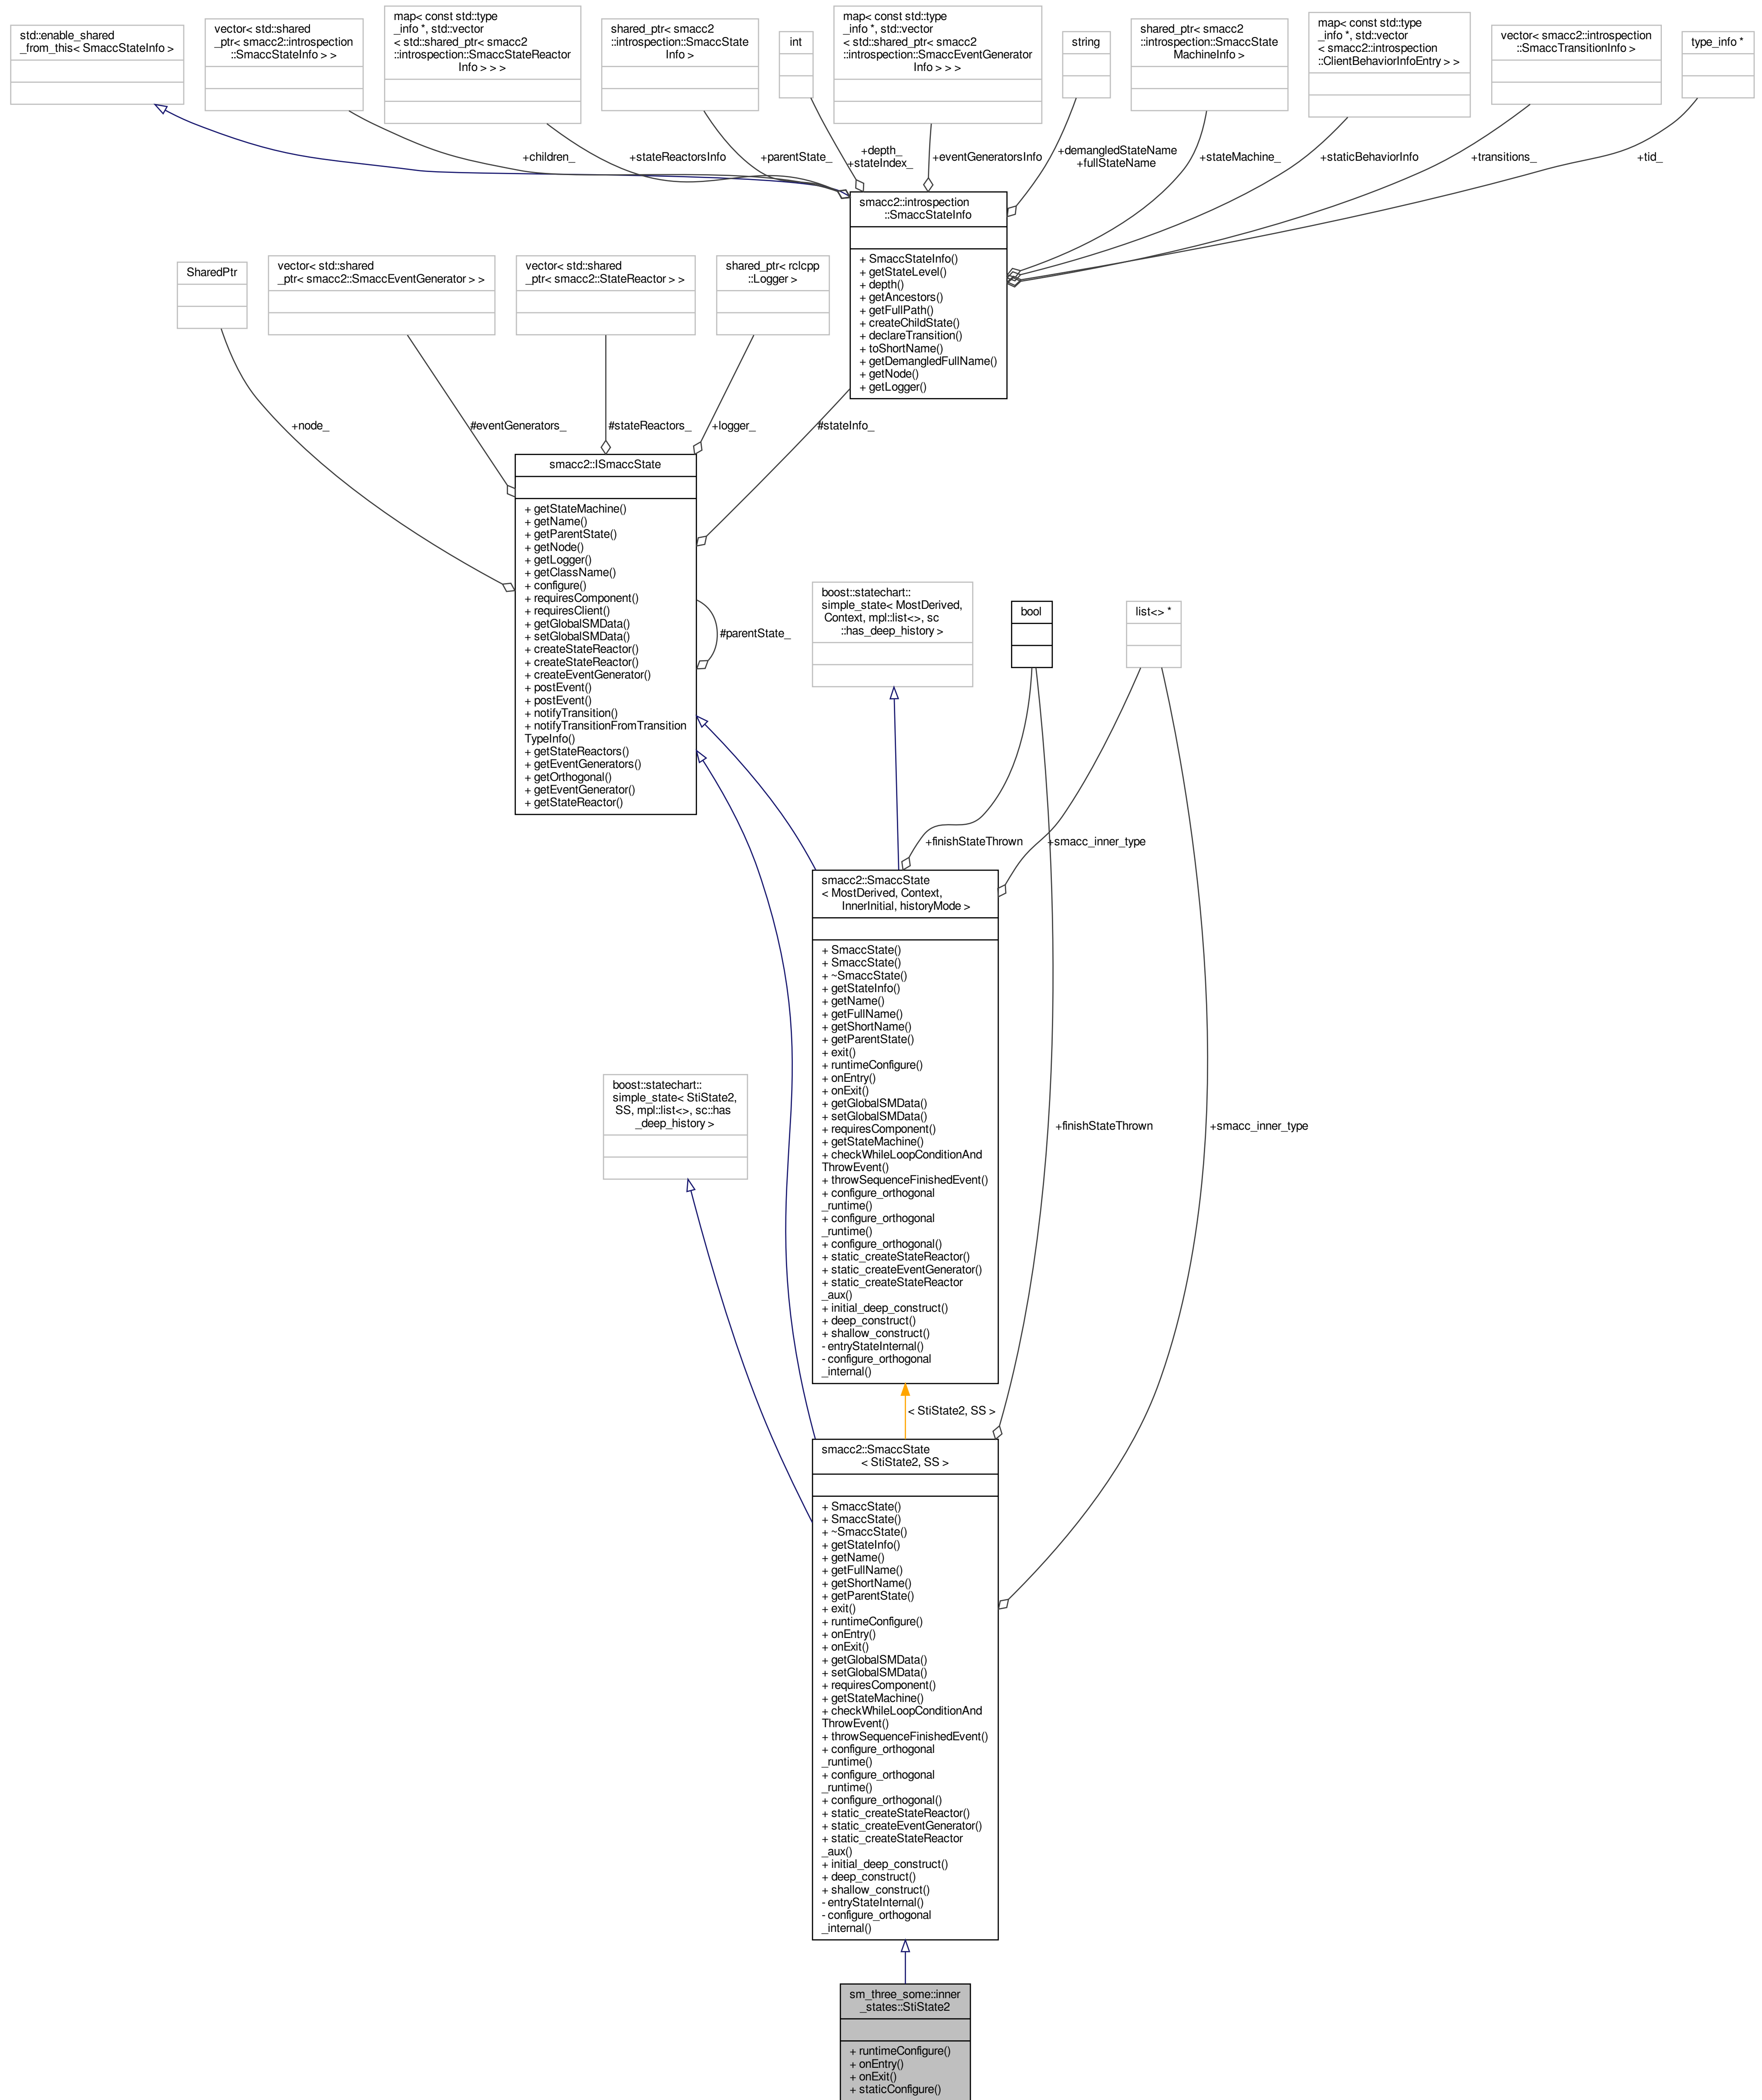 std::enable_shared
_from_this< SmaccStateInfo >
vector< std::shared
_ptr< smacc2::introspection
::SmaccStateInfo > >
map< const std::type
_info *, std::vector
< std::shared_ptr< smacc2
::introspection::SmaccStateReactor
Info > > >
shared_ptr< smacc2
::introspection::SmaccState
Info >
int
map< const std::type
_info *, std::vector
< std::shared_ptr< smacc2
::introspection::SmaccEventGenerator
Info > > >
string
shared_ptr< smacc2
::introspection::SmaccState
MachineInfo >
map< const std::type
_info *, std::vector
< smacc2::introspection
::ClientBehaviorInfoEntry > >
vector< smacc2::introspection
::SmaccTransitionInfo >
type_info *
+children_
+stateReactorsInfo
+parentState_
+depth_
+stateIndex_
+eventGeneratorsInfo
+demangledStateName
+fullStateName
+stateMachine_
+staticBehaviorInfo
+transitions_
+tid_
smacc2::introspection
::SmaccStateInfo
+ SmaccStateInfo()
+ getStateLevel()
+ depth()
+ getAncestors()
+ getFullPath()
+ createChildState()
+ declareTransition()
+ toShortName()
+ getDemangledFullName()
+ getNode()
+ getLogger()
SharedPtr
vector< std::shared
_ptr< smacc2::SmaccEventGenerator > >
vector< std::shared
_ptr< smacc2::StateReactor > >
shared_ptr< rclcpp
::Logger >
+node_
#eventGenerators_
#stateReactors_
+logger_
#stateInfo_
smacc2::ISmaccState
+ getStateMachine()
+ getName()
+ getParentState()
+ getNode()
+ getLogger()
+ getClassName()
+ configure()
+ requiresComponent()
+ requiresClient()
+ getGlobalSMData()
+ setGlobalSMData()
+ createStateReactor()
+ createStateReactor()
+ createEventGenerator()
+ postEvent()
+ postEvent()
+ notifyTransition()
+ notifyTransitionFromTransition
TypeInfo()
+ getStateReactors()
+ getEventGenerators()
+ getOrthogonal()
+ getEventGenerator()
+ getStateReactor()
#parentState_
boost::statechart::
simple_state< MostDerived,
Context, mpl::list<>, sc
::has_deep_history >
bool
list<> *
+finishStateThrown
+smacc_inner_type
smacc2::SmaccState
< MostDerived, Context,
InnerInitial, historyMode >
+ SmaccState()
+ SmaccState()
+ ~SmaccState()
+ getStateInfo()
+ getName()
+ getFullName()
+ getShortName()
+ getParentState()
+ exit()
+ runtimeConfigure()
+ onEntry()
+ onExit()
+ getGlobalSMData()
+ setGlobalSMData()
+ requiresComponent()
+ getStateMachine()
+ checkWhileLoopConditionAnd
ThrowEvent()
+ throwSequenceFinishedEvent()
+ configure_orthogonal
_runtime()
+ configure_orthogonal
_runtime()
+ configure_orthogonal()
+ static_createStateReactor()
+ static_createEventGenerator()
+ static_createStateReactor
_aux()
+ initial_deep_construct()
+ deep_construct()
+ shallow_construct()
- entryStateInternal()
- configure_orthogonal
_internal()
boost::statechart::
simple_state< StiState2,
SS, mpl::list<>, sc::has
_deep_history >
+finishStateThrown
+smacc_inner_type
< StiState2, SS >
smacc2::SmaccState
< StiState2, SS >
+ SmaccState()
+ SmaccState()
+ ~SmaccState()
+ getStateInfo()
+ getName()
+ getFullName()
+ getShortName()
+ getParentState()
+ exit()
+ runtimeConfigure()
+ onEntry()
+ onExit()
+ getGlobalSMData()
+ setGlobalSMData()
+ requiresComponent()
+ getStateMachine()
+ checkWhileLoopConditionAnd
ThrowEvent()
+ throwSequenceFinishedEvent()
+ configure_orthogonal
_runtime()
+ configure_orthogonal
_runtime()
+ configure_orthogonal()
+ static_createStateReactor()
+ static_createEventGenerator()
+ static_createStateReactor
_aux()
+ initial_deep_construct()
+ deep_construct()
+ shallow_construct()
- entryStateInternal()
- configure_orthogonal
_internal()
sm_three_some::inner
_states::StiState2
+ runtimeConfigure()
+ onEntry()
+ onExit()
+ staticConfigure()